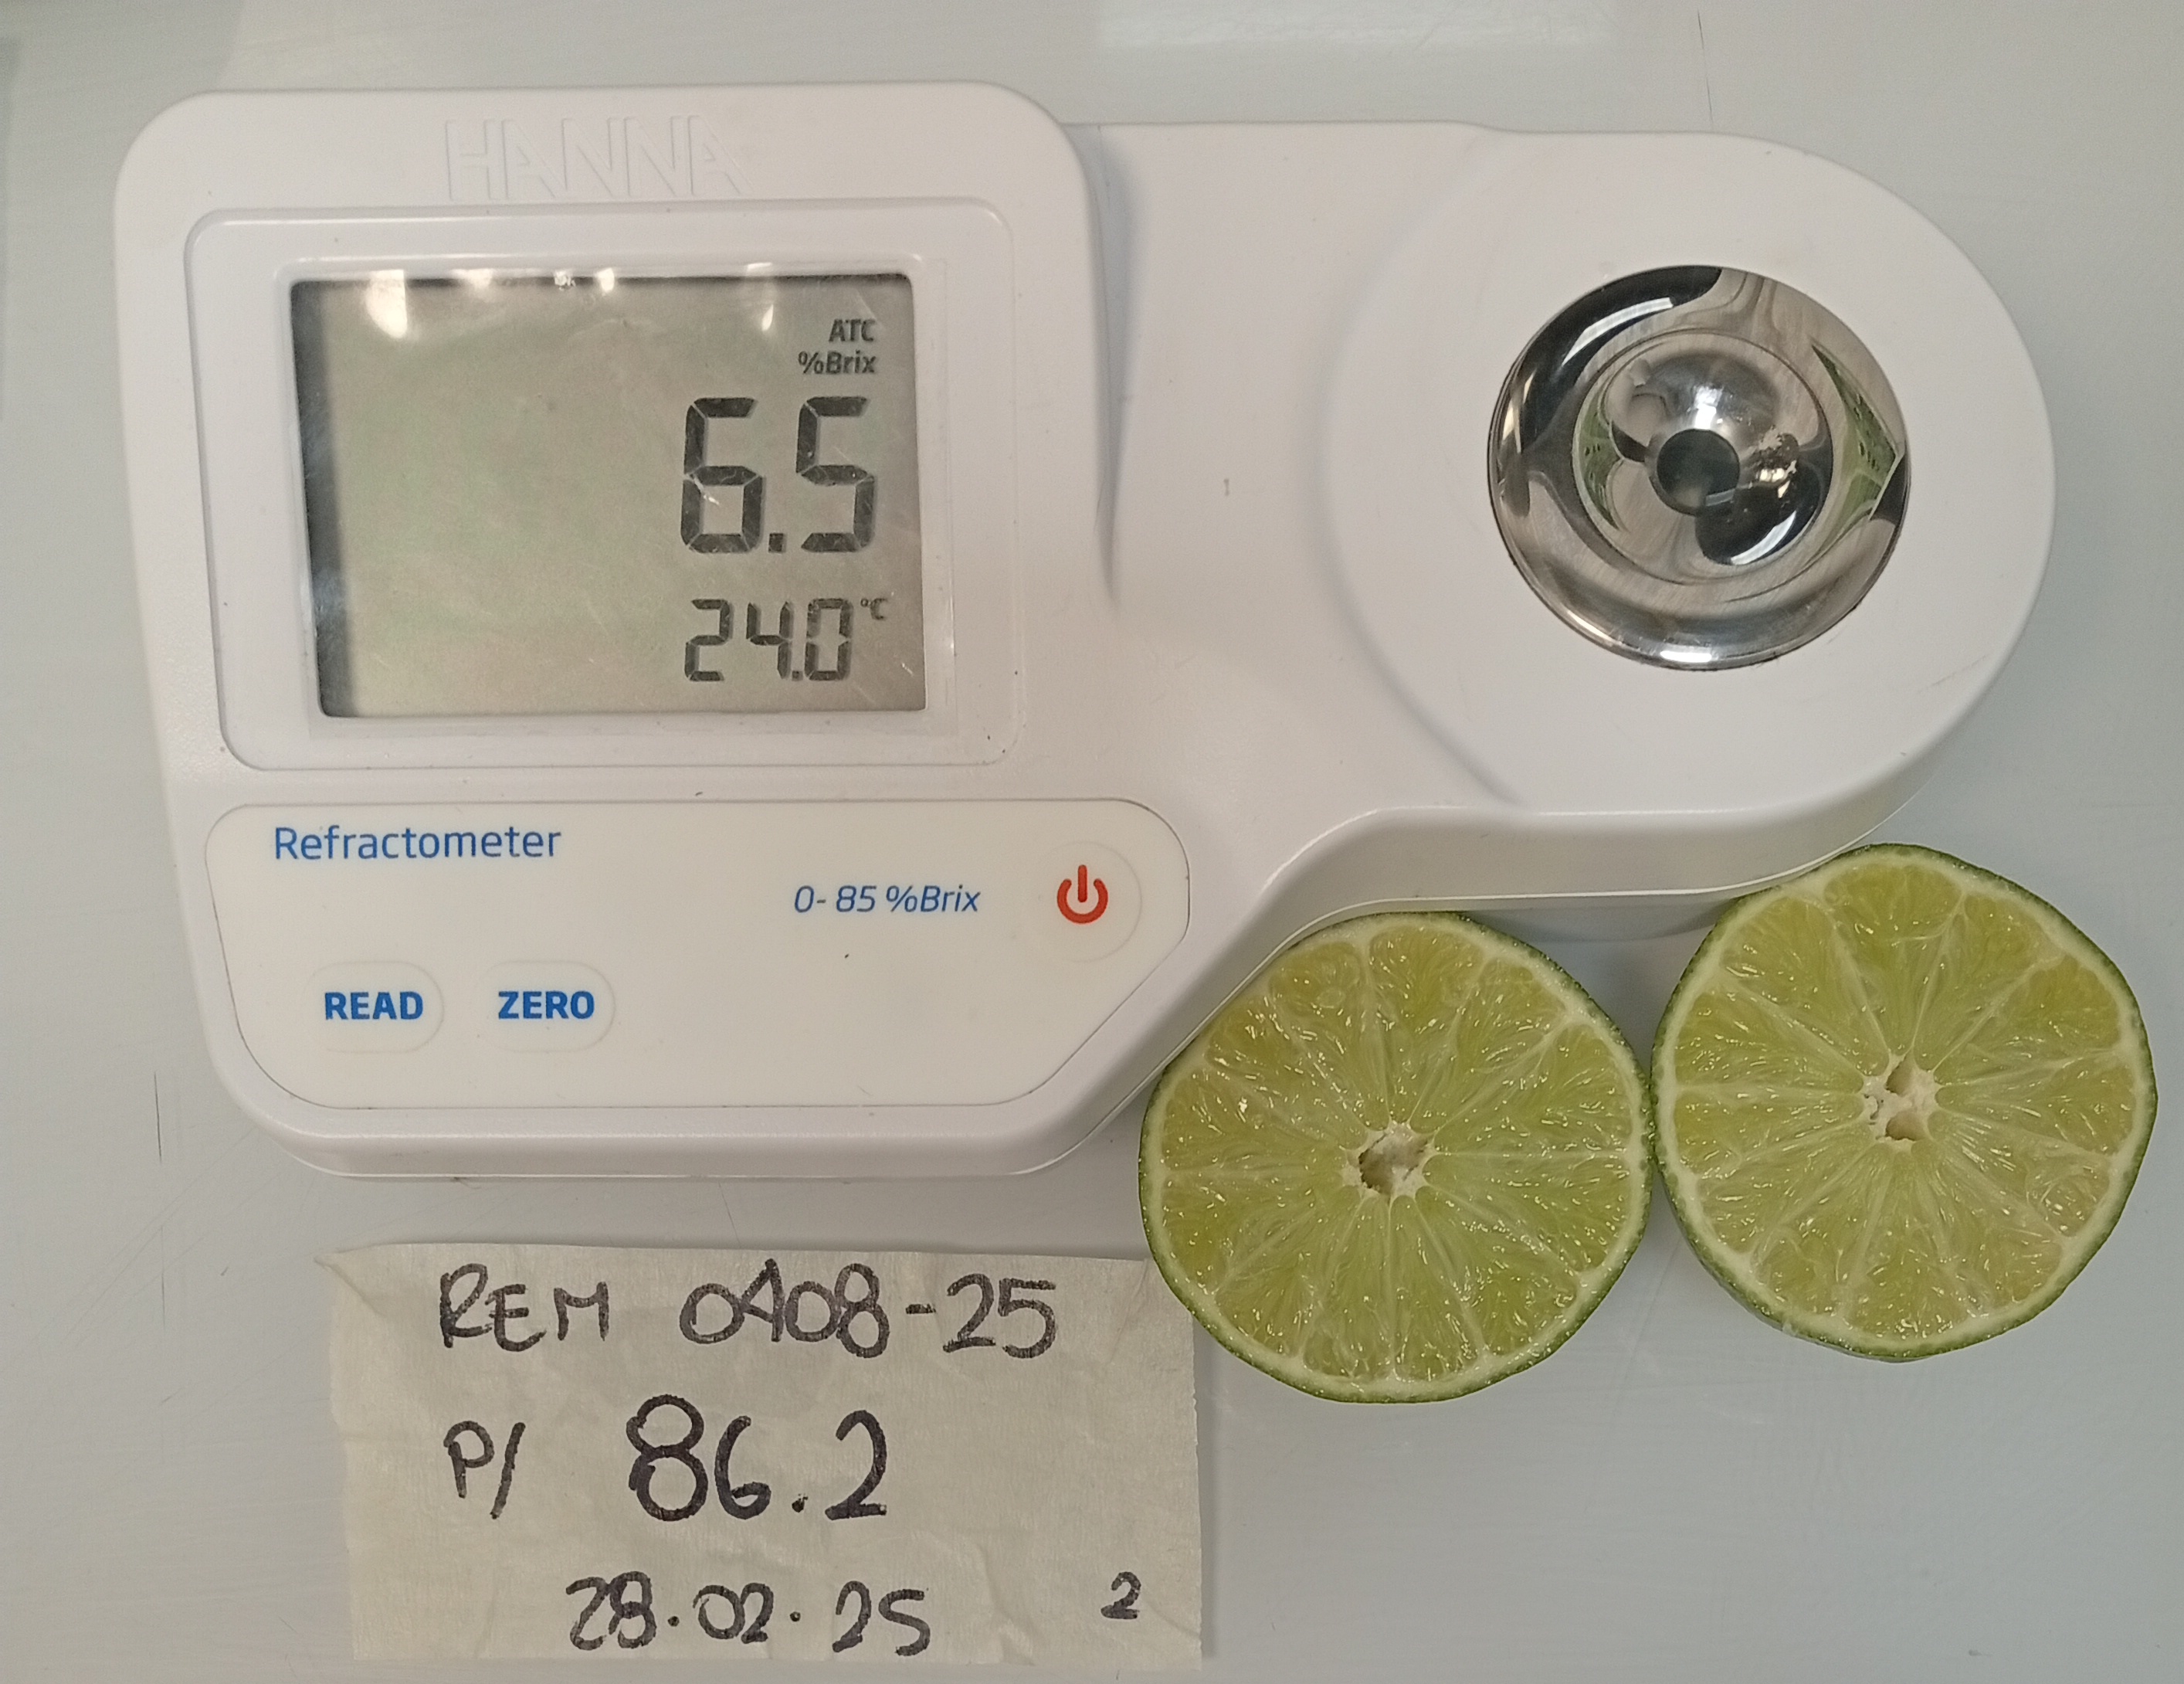 HANNA
ATC
%Brix
6.5
24.0°C
Refractometer
0-85 %Brix
READ
ZERO
REM 0408-25
P/ 86.2
28.02.25 2